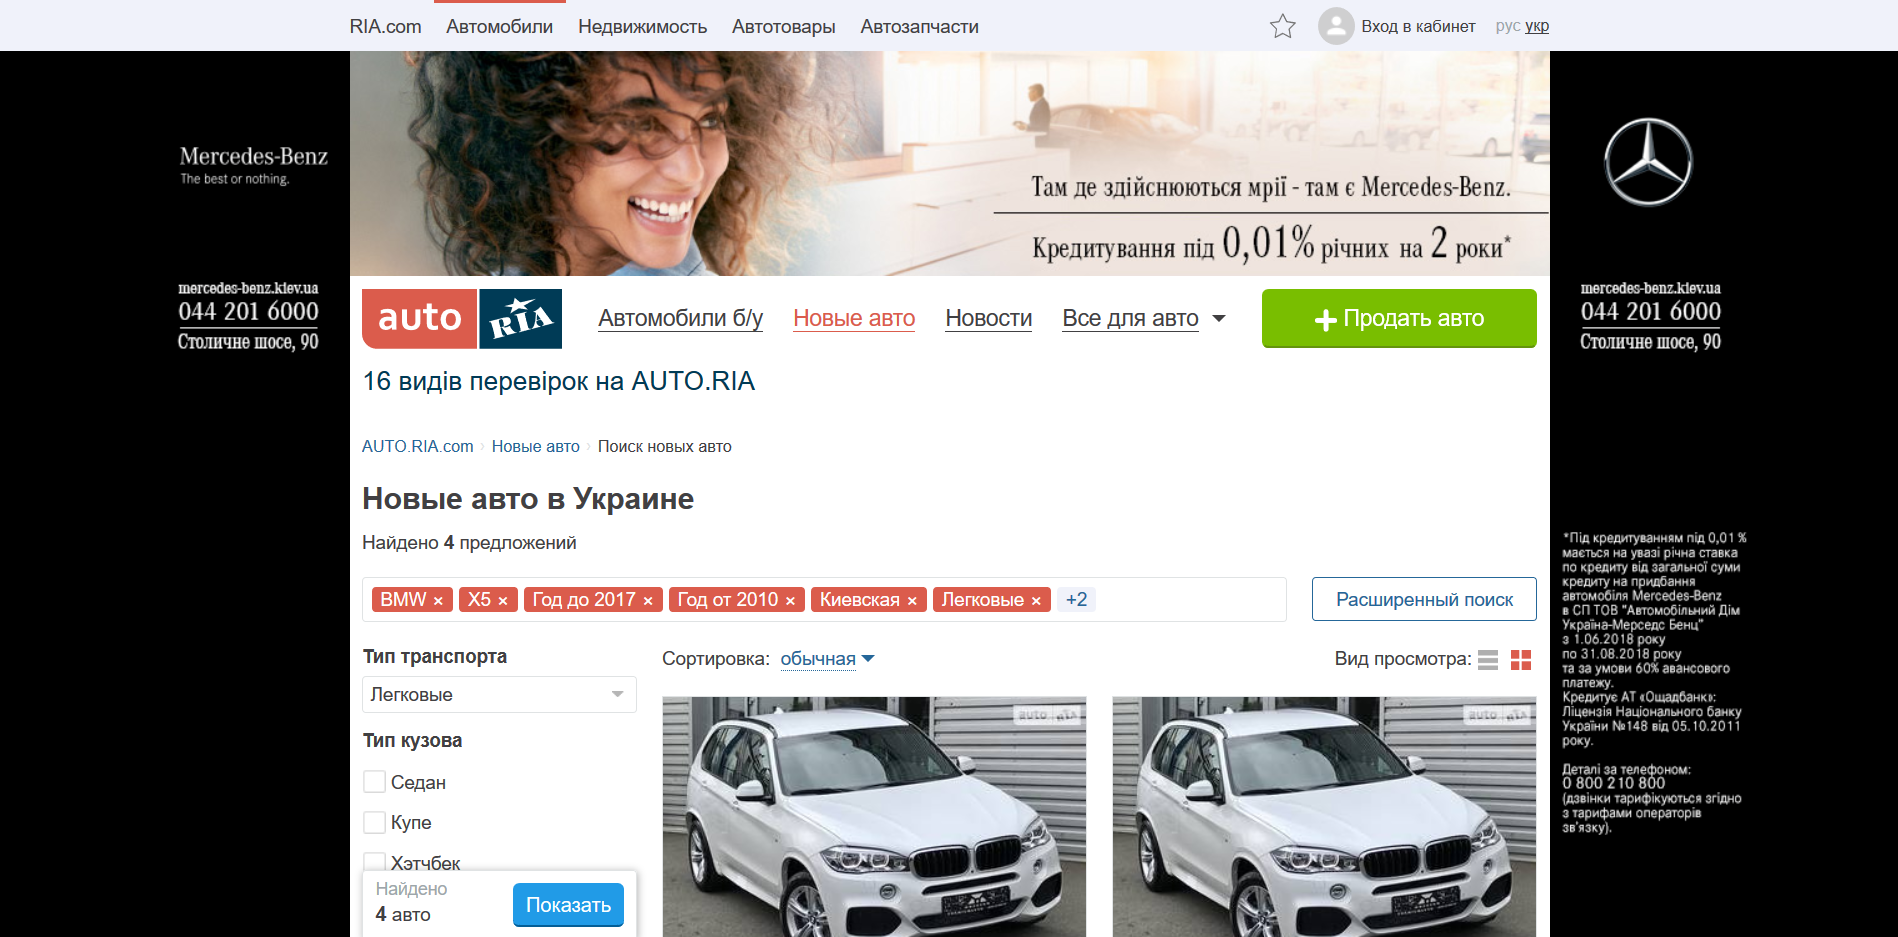 RIA.com Автомобили Недвижимость Автотовары Автозапчасти Вход в кабинет рус укр
Mercedes-Benz
The best or nothing.
Там де здійснюються мрії - там є Mercedes-Benz.
Кредитування під 0,01% річних на 2 роки*
mercedes-benz.kiev.ua
044 201 6000
Столичне шосе, 90
mercedes-benz.kiev.ua
044 201 6000
Столичне шосе, 90
auto RIA Автомобили б/у Новые авто Новости Все для авто + Продать авто
16 видів перевірок на AUTO.RIA
AUTO.RIA.com › Новые авто › Поиск новых авто
Новые авто в Украине
Найдено 4 предложений
BMW × X5 × Год до 2017 × Год от 2010 × Киевская × Легковые × +2 Расширенный поиск
Тип транспорта
Легковые
Тип кузова
Седан
Купе
Хэтчбек
Найдено
4 авто
Показать
Сортировка: обычная Вид просмотра:
auto RIA
auto RIA
*Під кредитуванням під 0,01 %
мається на увазі річна ставка
по кредиту від загальної суми
кредиту на придбання
автомобіля Mercedes-Benz
в СП ТОВ "Автомобільний Дім
Україна-Мерседс Бенц"
з 1.06.2018 року
по 31.08.2018 року
та за умови 60% авансового
платежу.
Кредитує АТ «Ощадбанк»:
Ліцензія Національного банку
України №148 від 05.10.2011
року.
Деталі за телефоном:
0 800 210 800
(дзвінки тарифікуються згідно
з тарифами операторів
зв'язку).